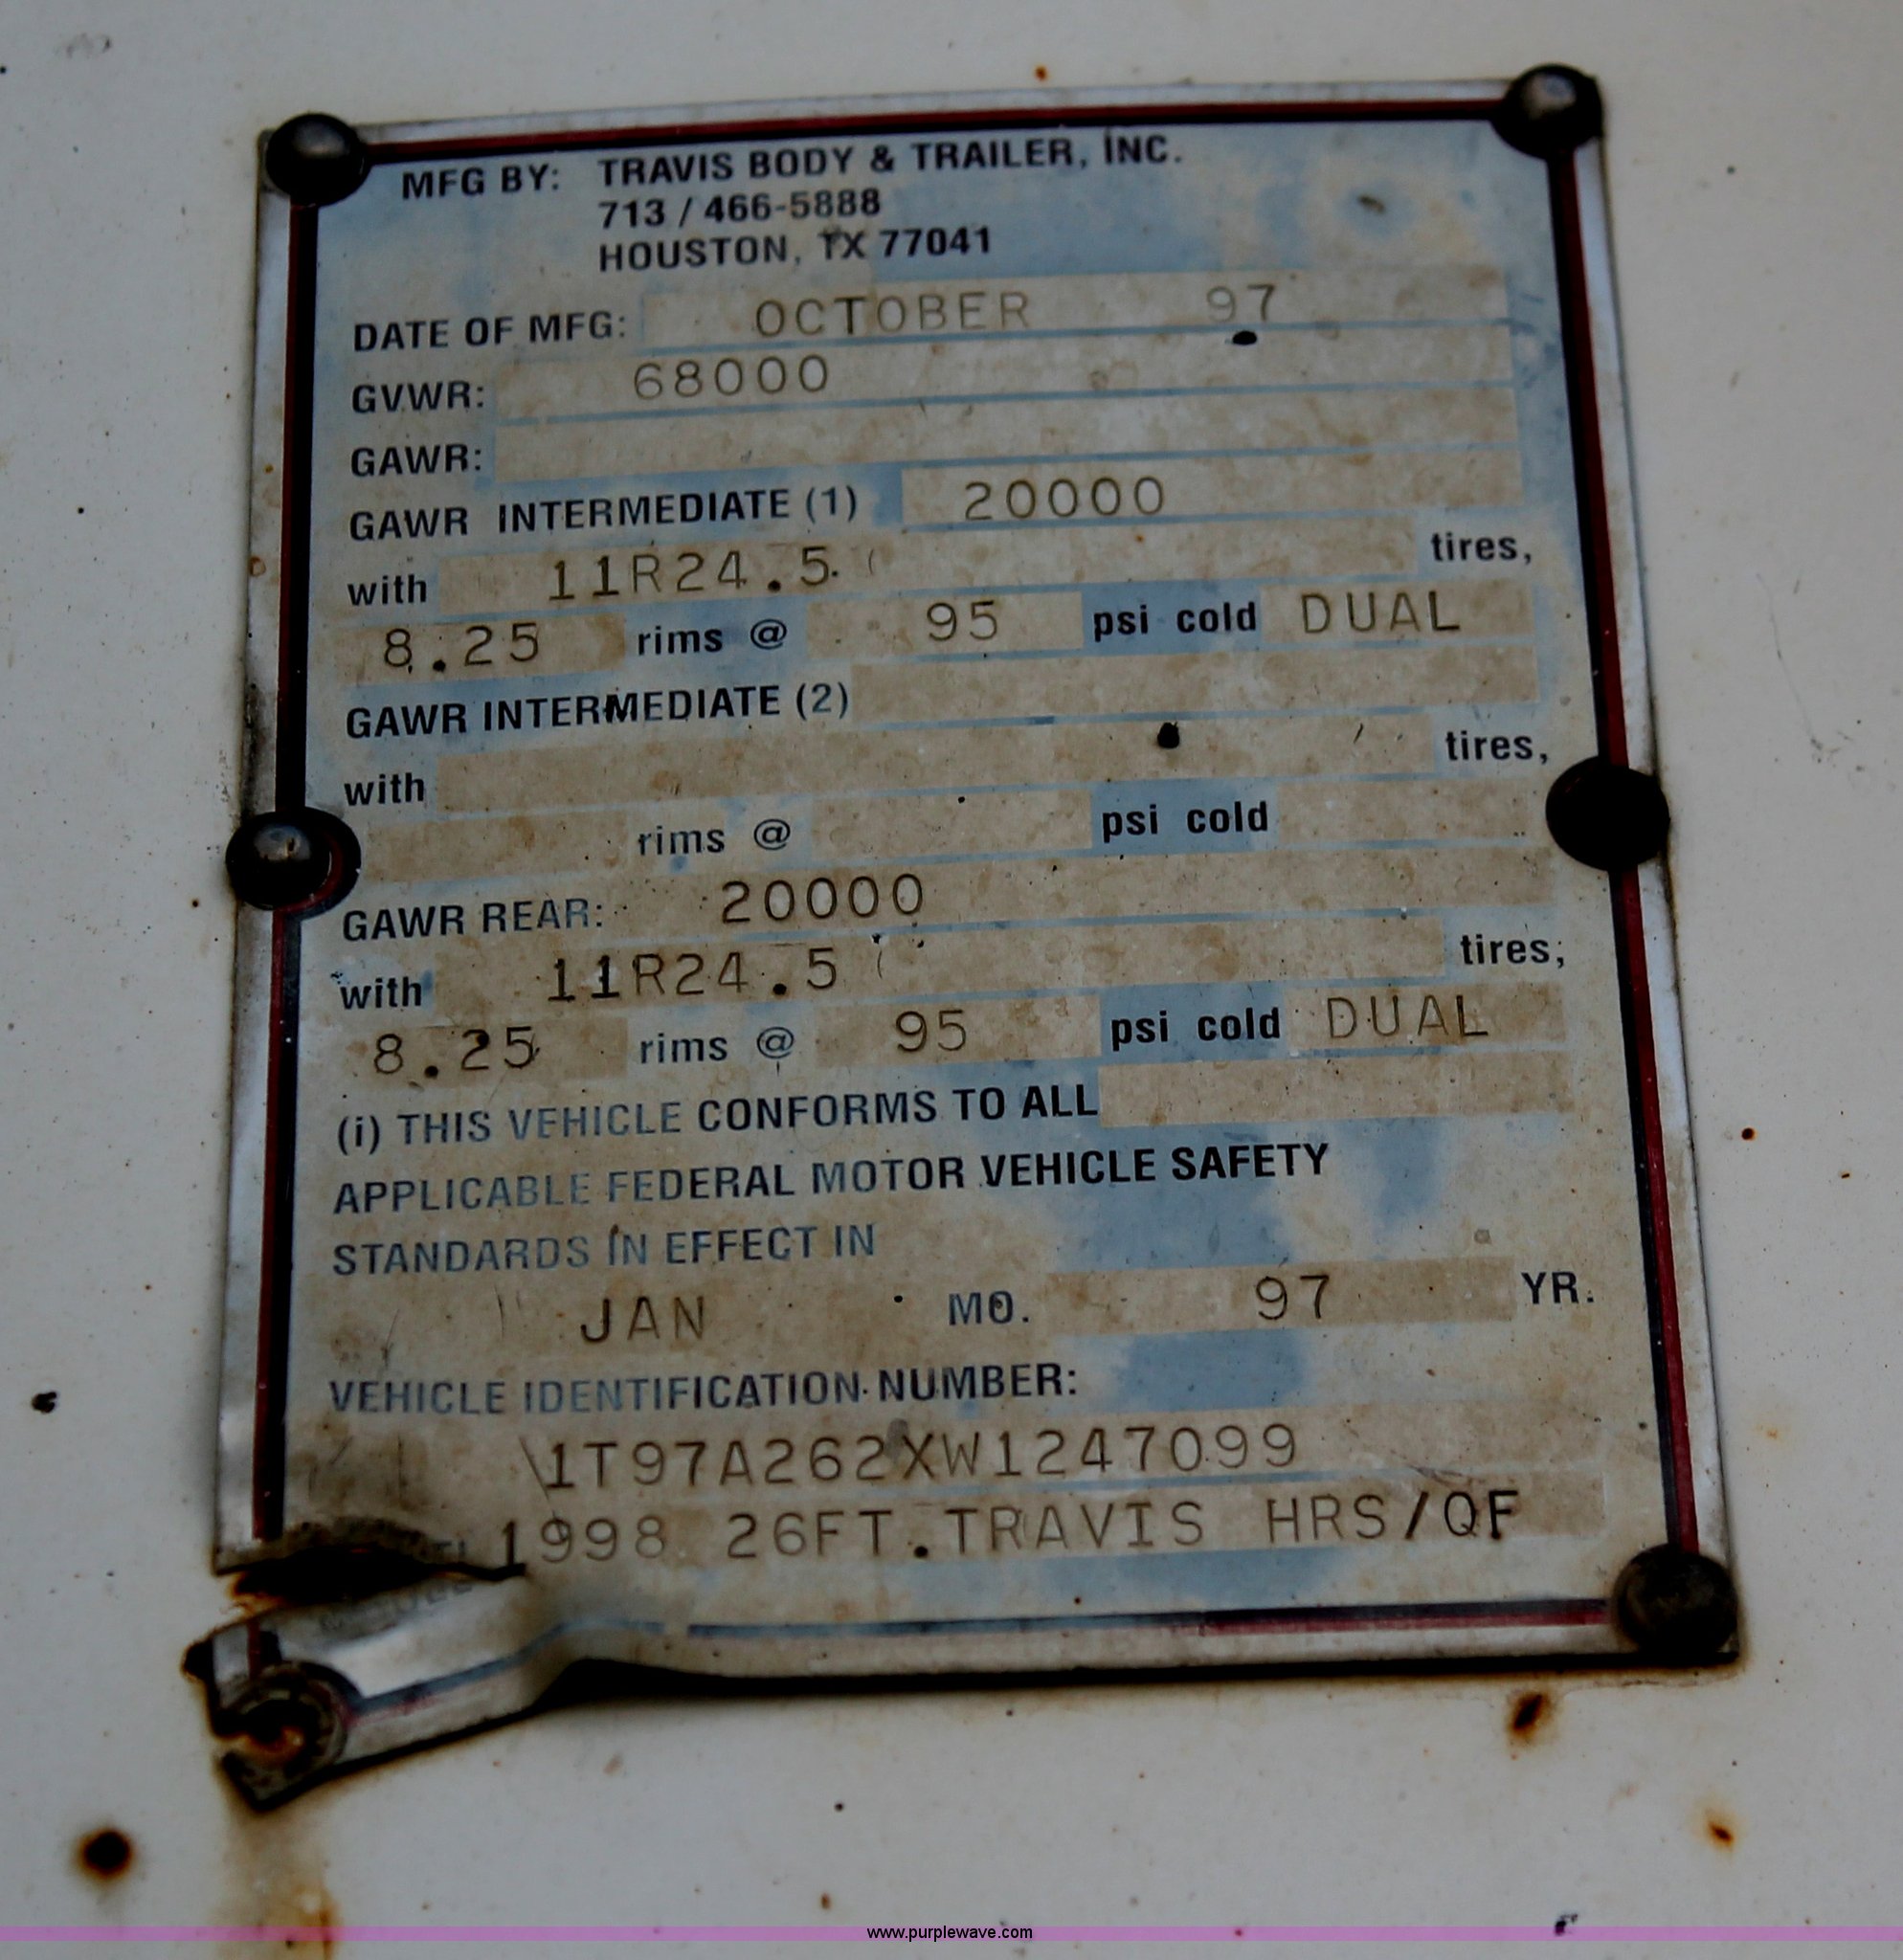 MFG BY: TRAVIS BODY & TRAILER, INC.
713 / 466-5888
HOUSTON, TX 77041
DATE OF MFG: OCTOBER 97
GVWR: 68000
GAWR:
GAWR INTERMEDIATE (1) 20000
with 11R24.5 tires,
8.25 rims @ 95 psi cold DUAL
GAWR INTERMEDIATE (2)
with tires,
rims @ psi cold
GAWR REAR: 20000
with 11R24.5 tires,
8.25 rims @ 95 psi cold DUAL
(i) THIS VEHICLE CONFORMS TO ALL
APPLICABLE FEDERAL MOTOR VEHICLE SAFETY
STANDARDS IN EFFECT IN
JAN MO. 97 YR.
VEHICLE IDENTIFICATION NUMBER:
1T97A262XW1247099
1998 26FT.TRAVIS HRS/QF
www.purplewave.com